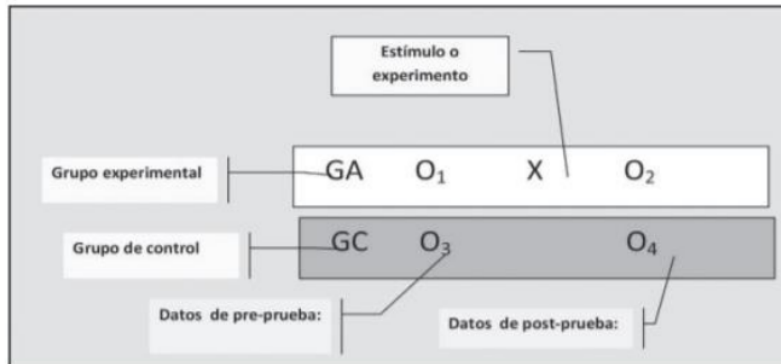 Estímulo o
experimento
Grupo experimental
GA O₁ X O₂
Grupo de control
GC O₃ O₄
Datos de pre-prueba:
Datos de post-prueba: